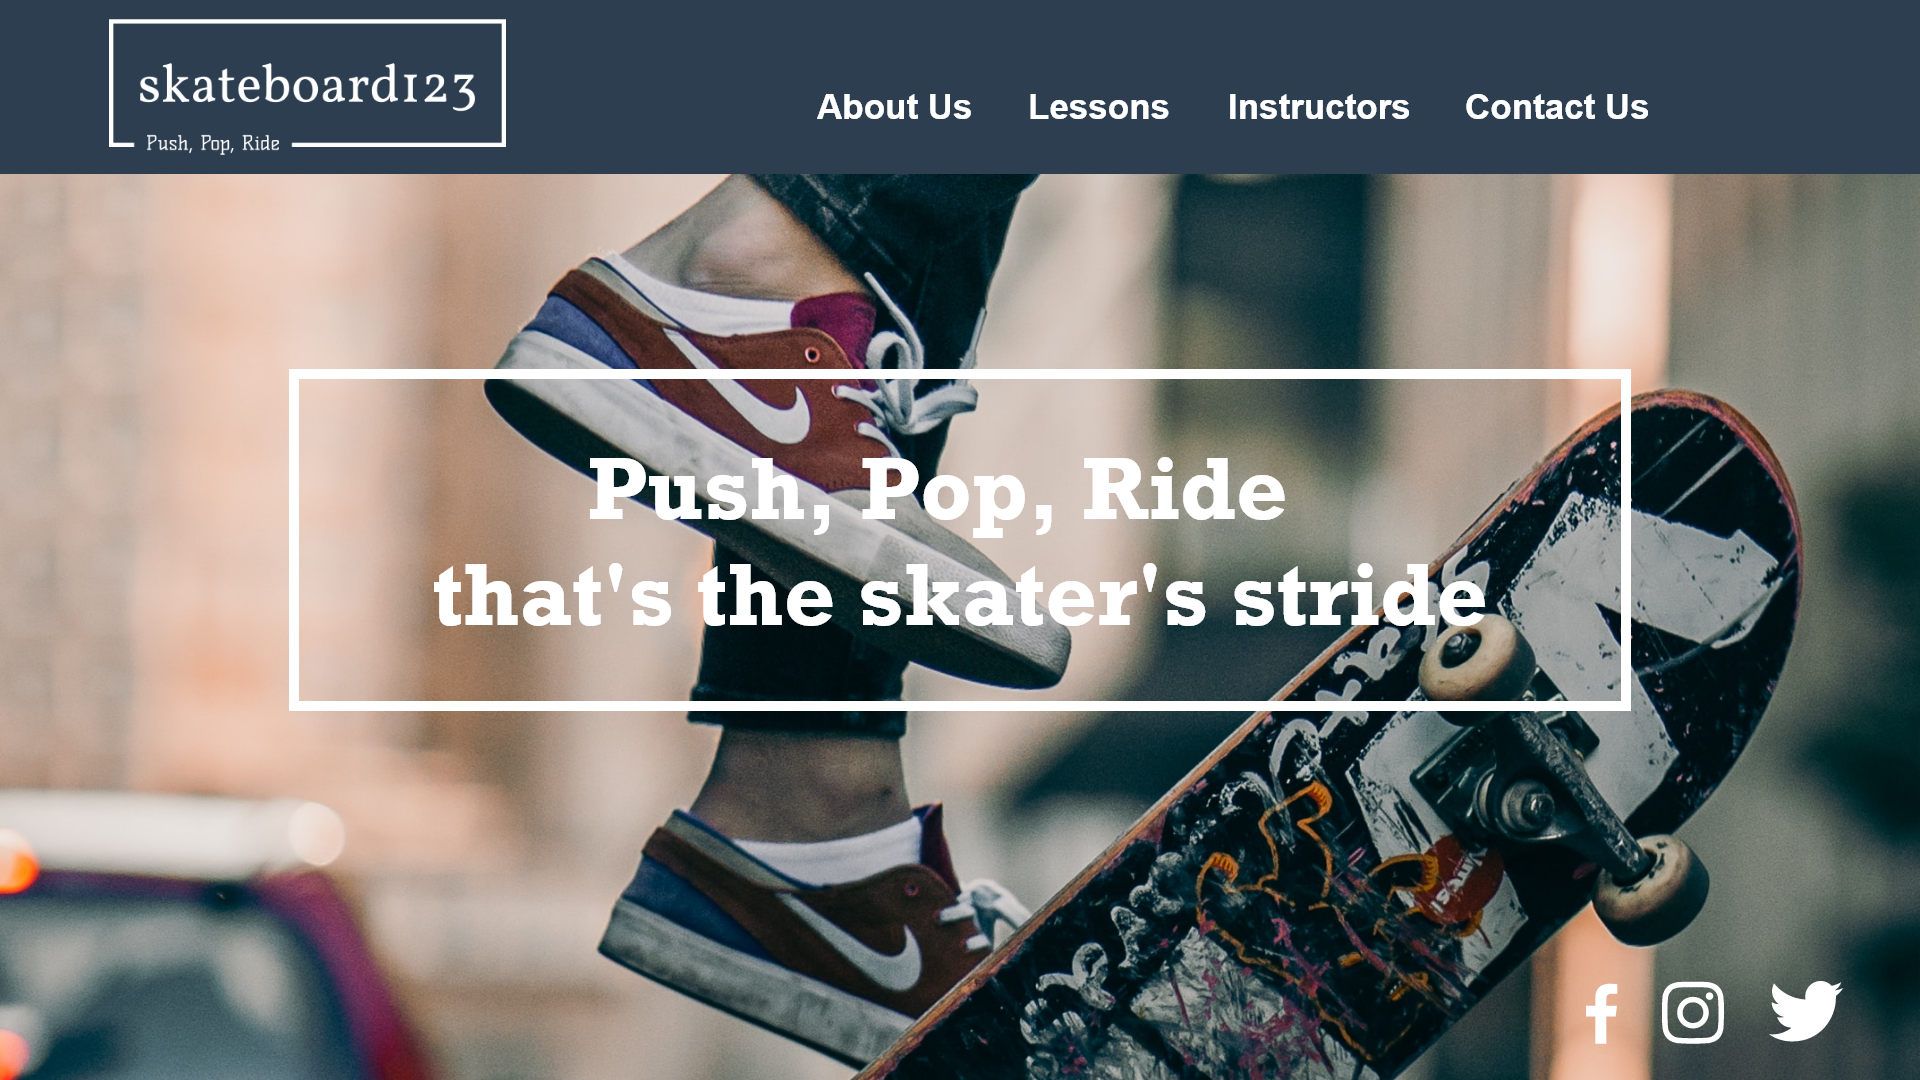 skateboard123
Push, Pop, Ride
About Us Lessons Instructors Contact Us
Push, Pop, Ride
that's the skater's stride